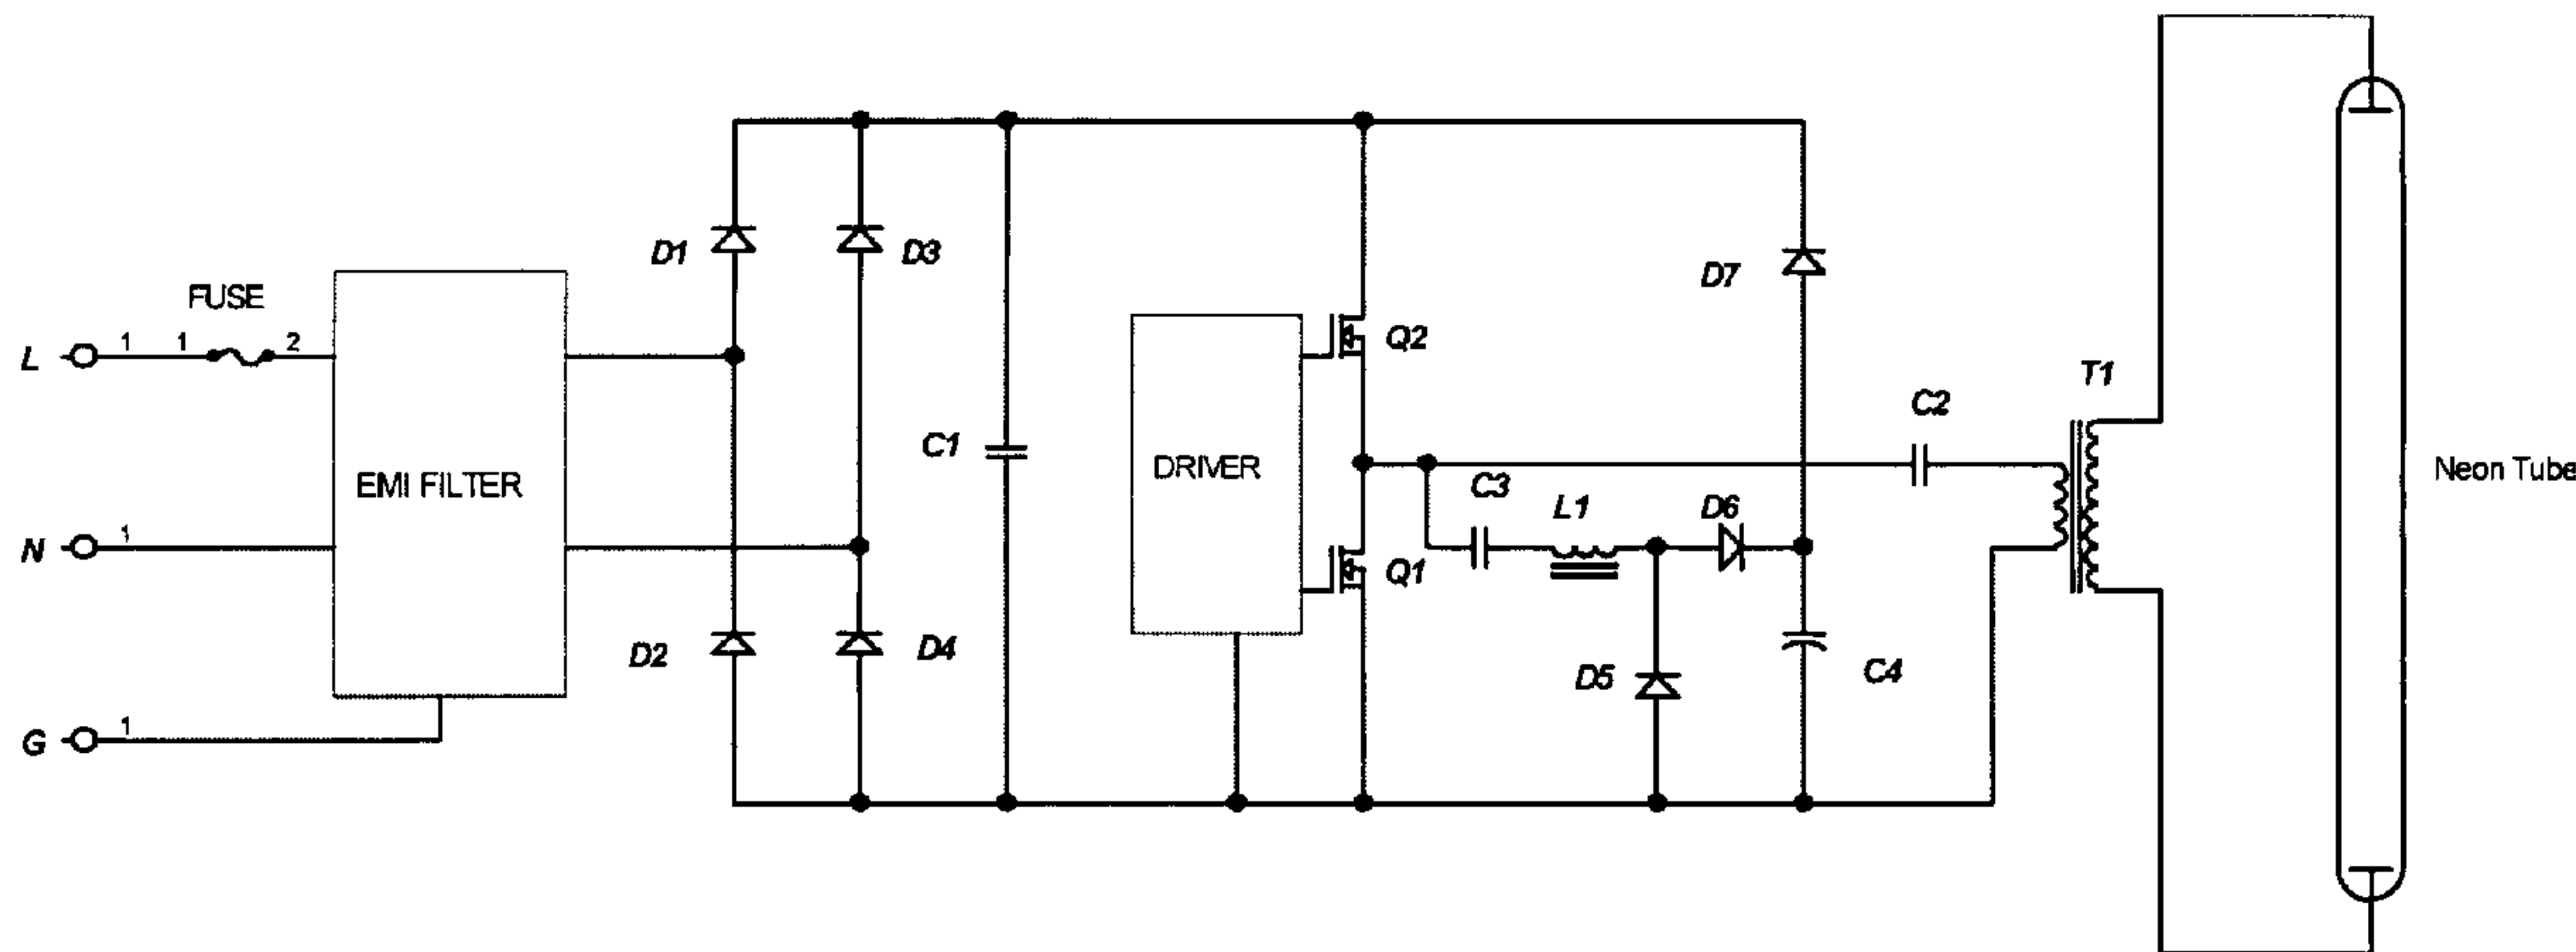 FUSE
L 1 1 2
N 1
G 1
EMI FILTER
D1
D3
D2
D4
C1
DRIVER
Q2
Q1
C3
L1
D6
D5
D7
C4
C2
T1
Neon Tube